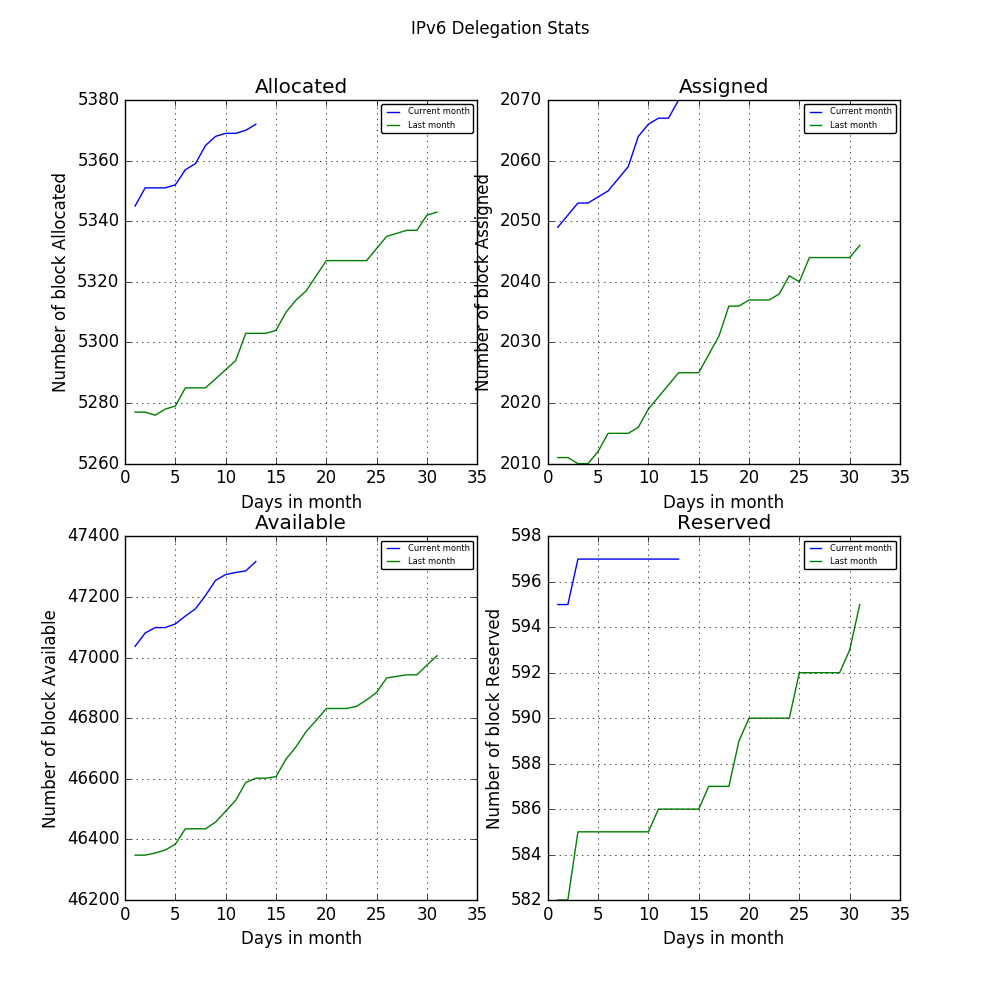 IPv6 Delegation Stats
Allocated
Number of block Allocated
5380
5360
5340
5320
5300
5280
5260
Current month
Last month
0 5 10 15 20 25 30 35
Days in month
Assigned
Number of block Assigned
2070
2060
2050
2040
2030
2020
2010
Current month
Last month
0 5 10 15 20 25 30 35
Days in month
Available
Number of block Available
47400
47200
47000
46800
46600
46400
46200
Current month
Last month
0 5 10 15 20 25 30 35
Days in month
Reserved
Number of block Reserved
598
596
594
592
590
588
586
584
582
Current month
Last month
0 5 10 15 20 25 30 35
Days in month